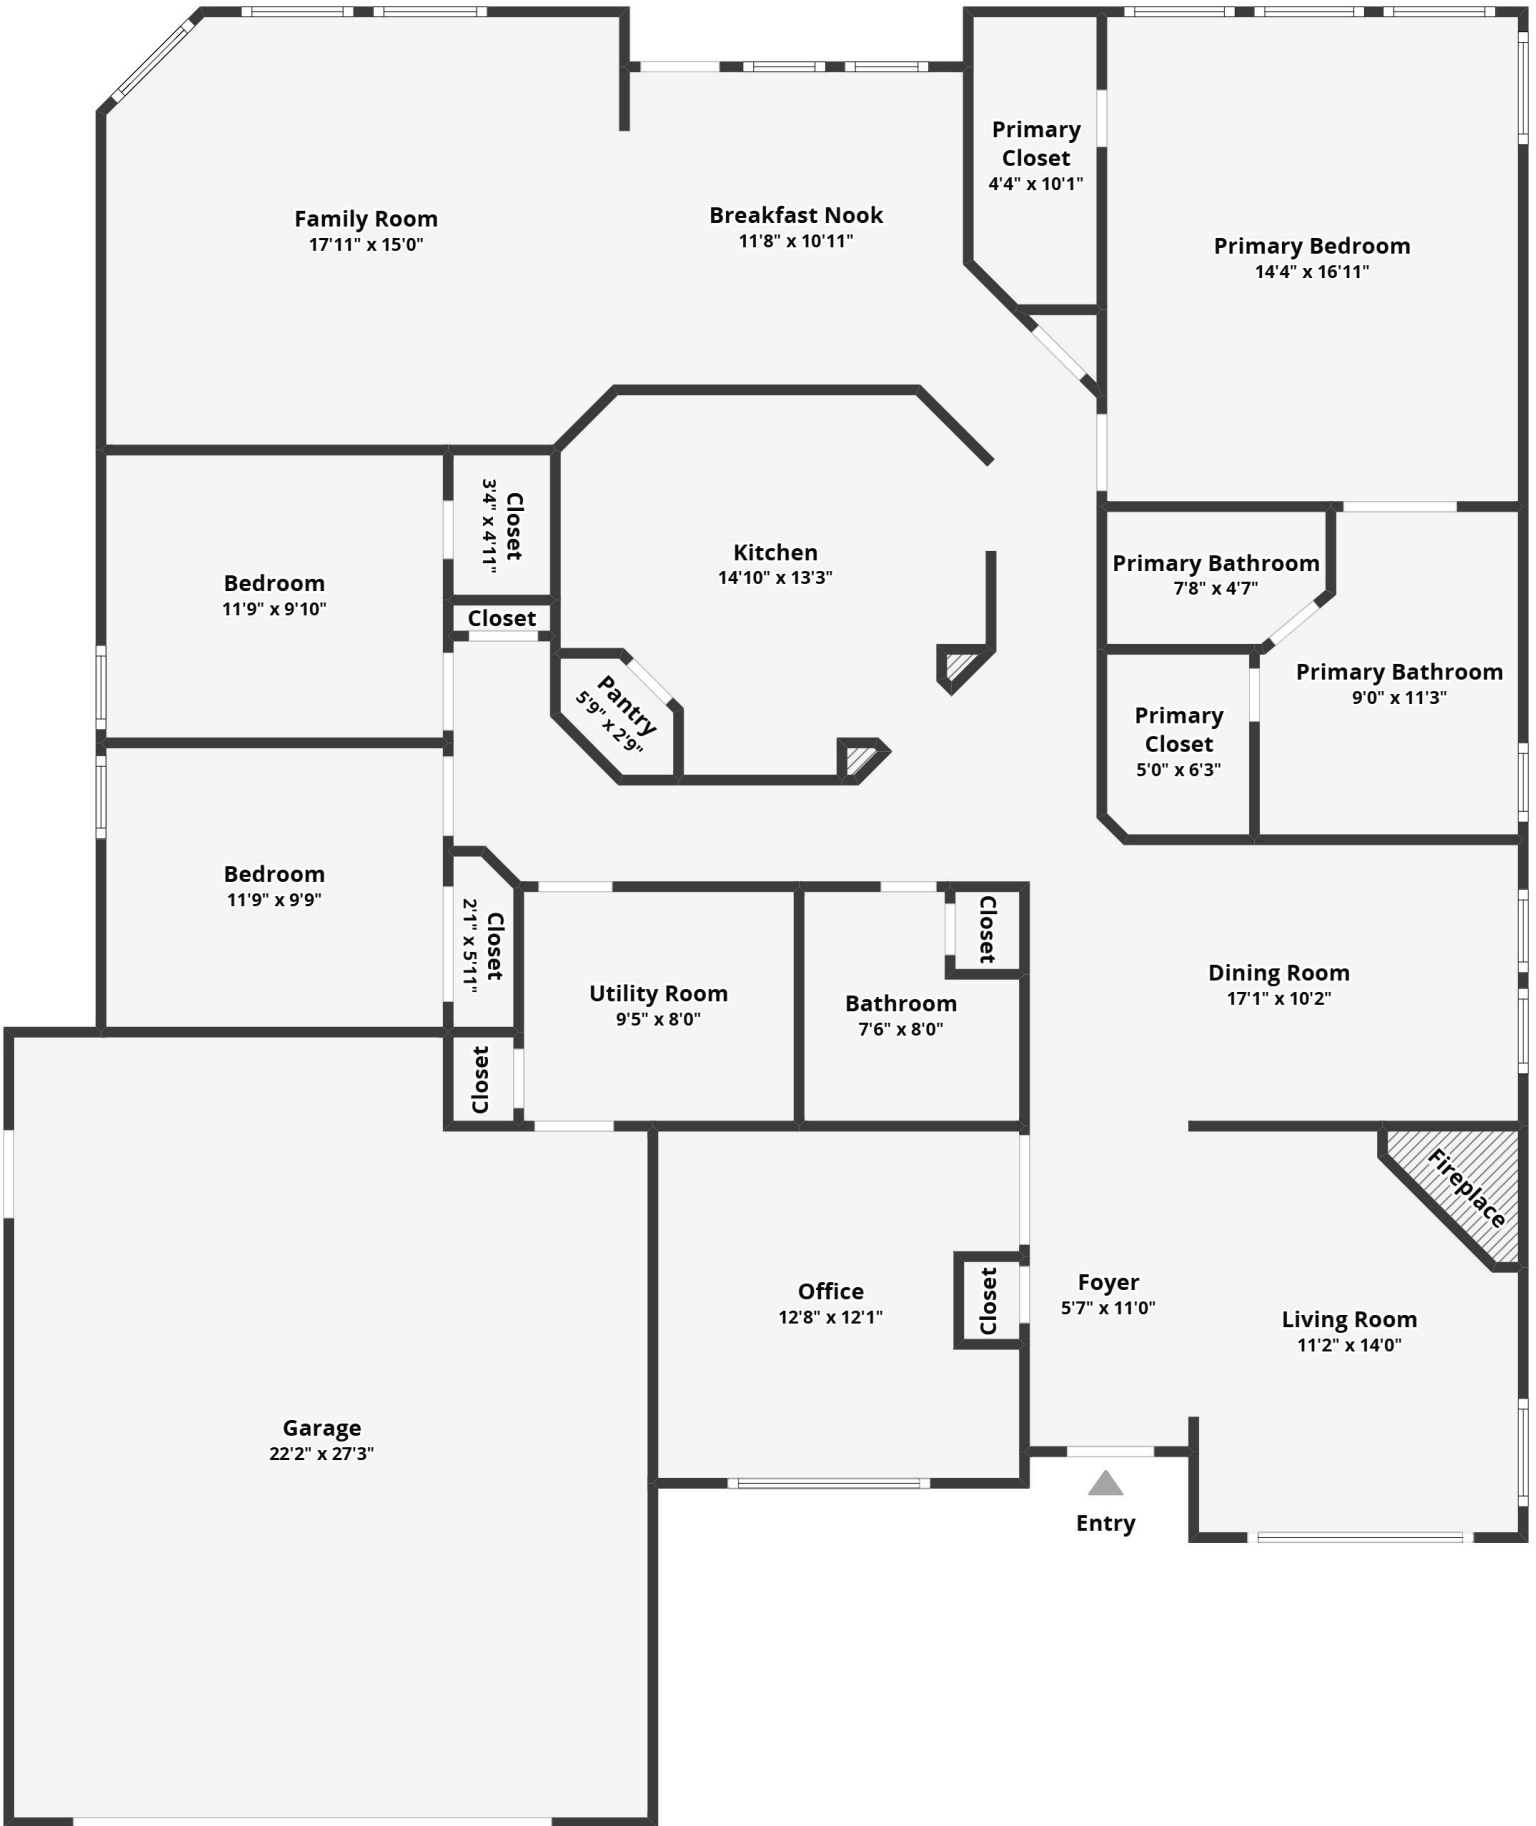 Primary
Closet
4'4" x 10'1"
Family Room
17'11" x 15'0"
Breakfast Nook
11'8" x 10'11"
Primary Bedroom
14'4" x 16'11"
Closet
3'4" x 4'11"
Kitchen
14'10" x 13'3"
Primary Bathroom
7'8" x 4'7"
Bedroom
11'9" x 9'10"
Closet
Pantry
5'9" x 2'9"
Primary Bathroom
9'0" x 11'3"
Primary
Closet
5'0" x 6'3"
Bedroom
11'9" x 9'9"
Closet
2'1" x 5'11"
Closet
Utility Room
9'5" x 8'0"
Bathroom
7'6" x 8'0"
Dining Room
17'1" x 10'2"
Closet
Fireplace
Office
12'8" x 12'1"
Closet
Foyer
5'7" x 11'0"
Living Room
11'2" x 14'0"
Garage
22'2" x 27'3"
Entry